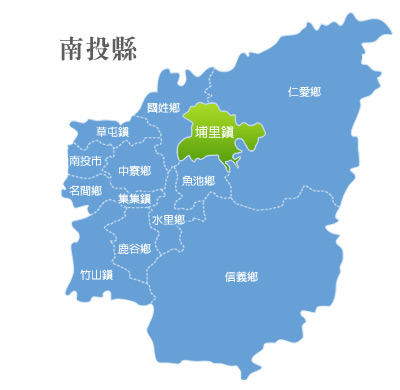 南投縣
仁愛鄉
國姓鄉
草屯鎮
埔里鎮
南投市
中寮鄉
魚池鄉
名間鄉
集集鎮
水里鄉
鹿谷鄉
竹山鎮
信義鄉